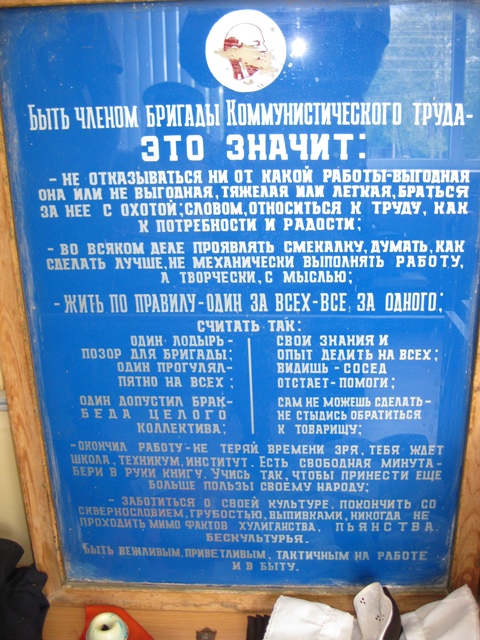 Быть членом бригады Коммунистического труда-
ЭТО ЗНАЧИТ:
- НЕ ОТКАЗЫВАТЬСЯ НИ ОТ КАКОЙ РАБОТЫ-ВЫГОДНАЯ
ОНА ИЛИ НЕ ВЫГОДНАЯ, ТЯЖЕЛАЯ ИЛИ ЛЕГКАЯ, БРАТЬСЯ
ЗА НЕЕ С ОХОТОЙ; СЛОВОМ, ОТНОСИТЬСЯ К ТРУДУ, КАК
К ПОТРЕБНОСТИ И РАДОСТИ;
- ВО ВСЯКОМ ДЕЛЕ ПРОЯВЛЯТЬ СМЕКАЛКУ, ДУМАТЬ, КАК
СДЕЛАТЬ ЛУЧШЕ, НЕ МЕХАНИЧЕСКИ ВЫПОЛНЯТЬ РАБОТУ,
А ТВОРЧЕСКИ, С МЫСЛЬЮ;
- ЖИТЬ ПО ПРАВИЛУ-ОДИН ЗА ВСЕХ-ВСЕ ЗА ОДНОГО;
СЧИТАТЬ ТАК:
ОДИН ЛОДЫРЬ-
ПОЗОР ДЛЯ БРИГАДЫ;
ОДИН ПРОГУЛЯЛ-
ПЯТНО НА ВСЕХ;
ОДИН ДОПУСТИЛ БРАК-
БЕДА ЦЕЛОГО
КОЛЛЕКТИВА;
СВОИ ЗНАНИЯ И
ОПЫТ ДЕЛИТЬ НА ВСЕХ;
ВИДИШЬ-СОСЕД
ОТСТАЕТ-ПОМОГИ;
САМ НЕ МОЖЕШЬ СДЕЛАТЬ-
НЕ СТЫДИСЬ ОБРАТИТЬСЯ
К ТОВАРИЩУ;
-ОКОНЧИЛ РАБОТУ-НЕ ТЕРЯЙ ВРЕМЕНИ ЗРЯ, ТЕБЯ ЖДЕТ
ШКОЛА, ТЕХНИКУМ, ИНСТИТУТ. ЕСТЬ СВОБОДНАЯ МИНУТА-
БЕРИ В РУКИ КНИГУ. УЧИСЬ ТАК, ЧТОБЫ ПРИНЕСТИ ЕЩЕ
БОЛЬШЕ ПОЛЬЗЫ СВОЕМУ НАРОДУ;
- ЗАБОТИТЬСЯ О СВОЕЙ КУЛЬТУРЕ, ПОКОНЧИТЬ СО
СКВЕРНОСЛОВИЕМ, ГРУБОСТЬЮ, ВЫПИВКАМИ, НИКОГДА НЕ
ПРОХОДИТЬ МИМО ФАКТОВ ХУЛИГАНСТВА, ПЬЯНСТВА,
БЕСКУЛЬТУРЬЯ.
БЫТЬ ВЕЖЛИВЫМ, ПРИВЕТЛИВЫМ, ТАКТИЧНЫМ НА РАБОТЕ
И В БЫТУ.